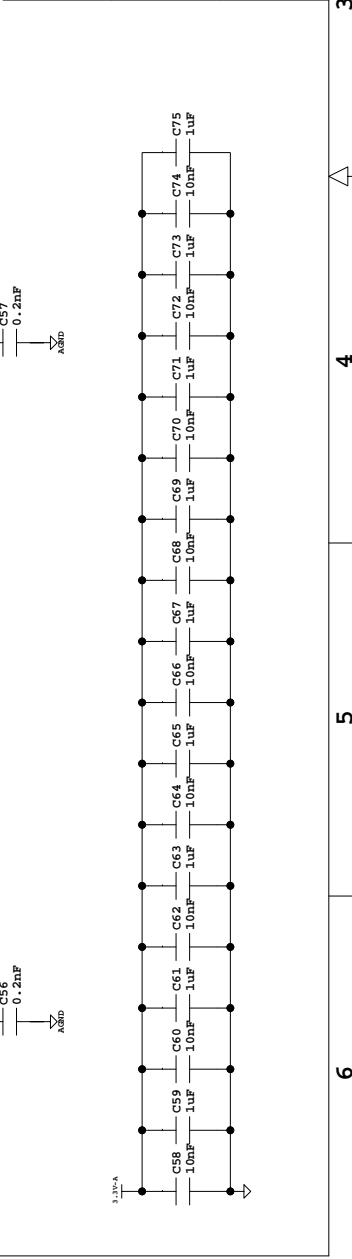 C56
0.2nF
AGND
C57
0.2nF
AGND
3.3V-A
C58
10nF
C59
1uF
C60
10nF
C61
1uF
C62
10nF
C63
1uF
C64
10nF
C65
1uF
C66
10nF
C67
1uF
C68
10nF
C69
1uF
C70
10nF
C71
1uF
C72
10nF
C73
1uF
C74
10nF
C75
1uF
6
5
4
3